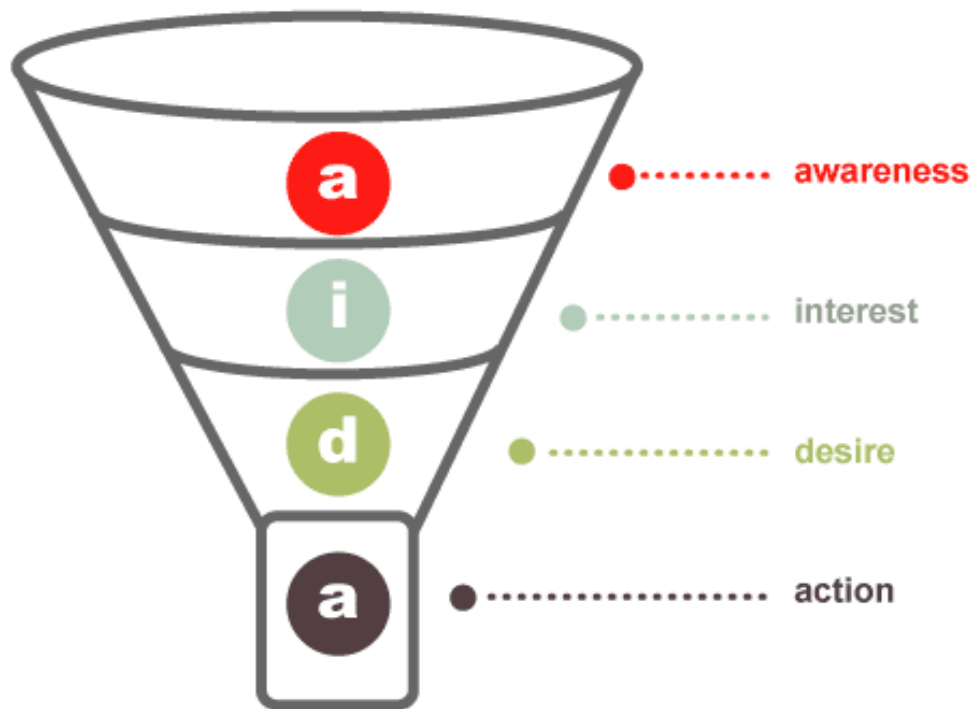 a awareness
i interest
d desire
a action